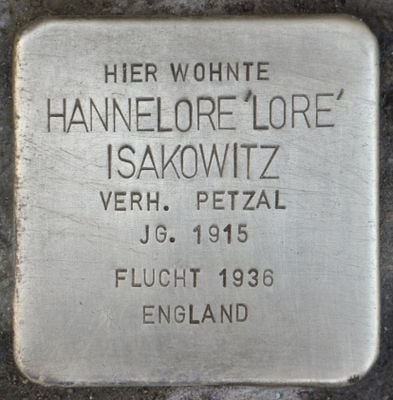 HIER WOHNTE
HANNELORE 'LORE'
ISAKOWITZ
VERH. PETZAL
JG. 1915
FLUCHT 1936
ENGLAND